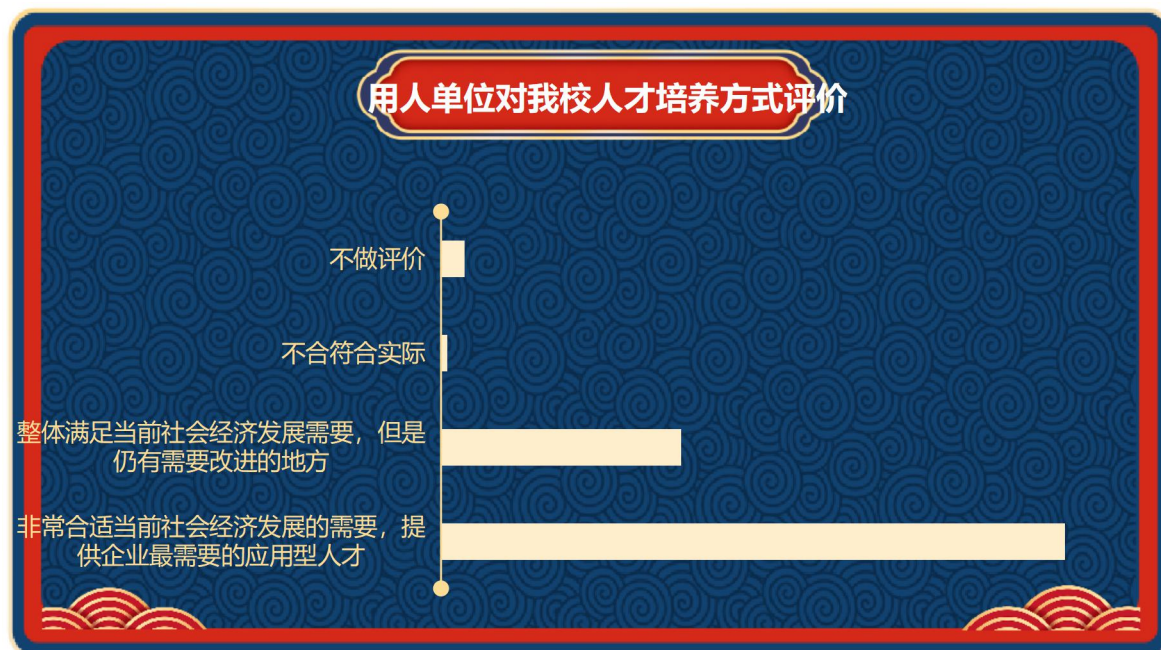 用人单位对我校人才培养方式评价
不做评价
不合符合实际
整体满足当前社会经济发展需要，但是
仍有需要改进的地方
非常合适当前社会经济发展的需要，提
供企业最需要的应用型人才